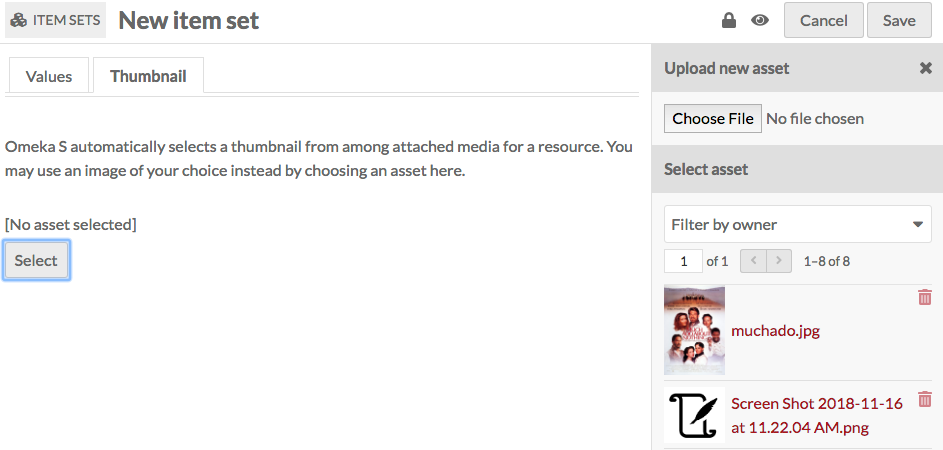 ITEM SETS New item set
Cancel Save
Values Thumbnail
Omeka S automatically selects a thumbnail from among attached media for a resource. You
may use an image of your choice instead by choosing an asset here.
[No asset selected]
Select
Upload new asset
Choose File No file chosen
Select asset
Filter by owner
1 of 1 < > 1–8 of 8
muchado.jpg
Screen Shot 2018-11-16
at 11.22.04 AM.png